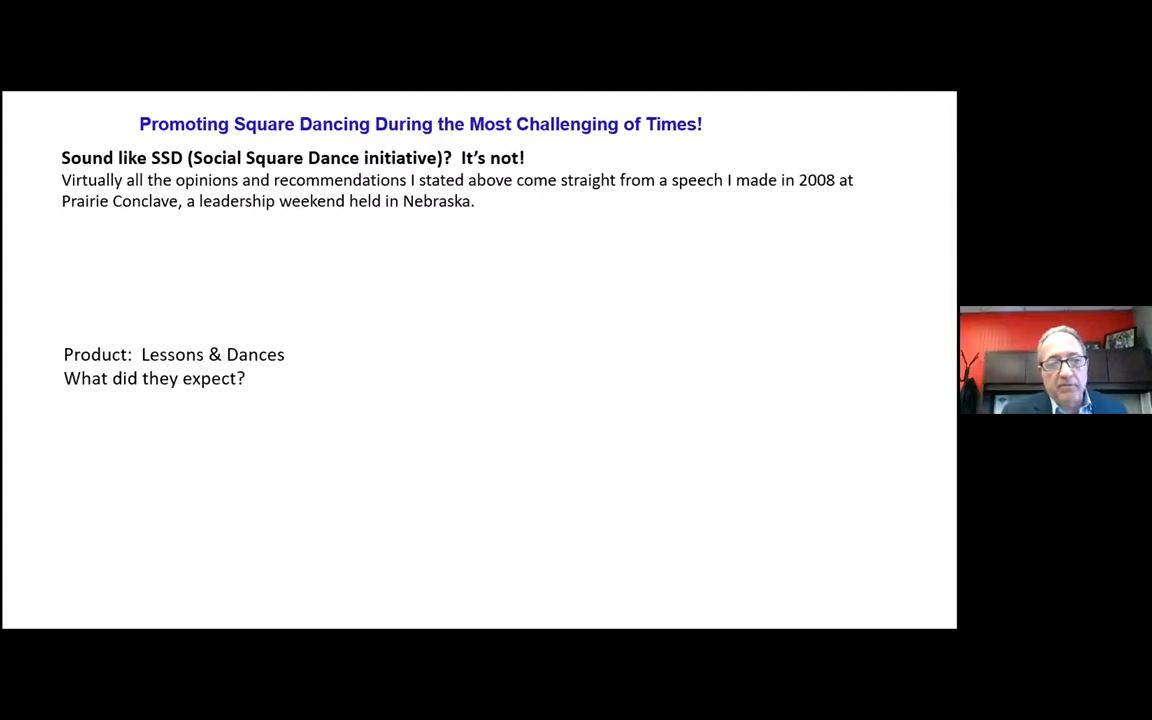 Promoting Square Dancing During the Most Challenging of Times!
Sound like SSD (Social Square Dance initiative)?  It’s not!
Virtually all the opinions and recommendations I stated above come straight from a speech I made in 2008 at
Prairie Conclave, a leadership weekend held in Nebraska.
Product:  Lessons & Dances
What did they expect?